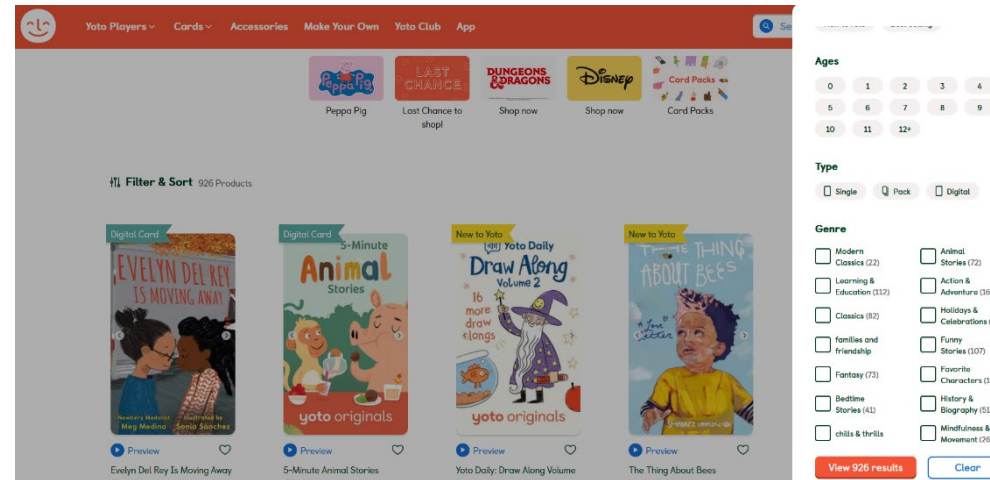 Yoto Players Cards Accessories Make Your Own Yoto Club App
Ages
0 1 2 3 4
5 6 7 8 9
10 11 12+
Type
Single Pack Digital
Genre
Modern
Classics (22)
Animal
Stories (72)
Learning &
Education (112)
Action &
Classics (82)
Holidays &
families and
friendship
Funny
Stories (107)
Fantasy (73)
Favorite
Bedtime
Stories (41)
History &
chills & thrills
Mindfulness &
View 926 results Clear
Peppa Pig
LAST
CHANCE
DUNGEONS
& DRAGONS
Disney
Card Packs
Peppa Pig
Last Chance to
shop!
Shop now
Shop now
Card Packs
Filter & Sort 926 Products
Digital Card
EVELYN DEL REY
IS MOVING AWAY
Newbery Medalist
Meg Medina
Illustrated by
Sonia Sánchez
Preview
Evelyn Del Rey Is Moving Away
Digital Card
5-Minute
Animal
Stories
yoto originals
Preview
5-Minute Animal Stories
New to Yoto
Yoto Daily
Draw Along
Volume 2
16
more
draw
alongs
yoto originals
Preview
Yoto Daily: Draw Along Volume
New to Yoto
THE THING
ABOUT BEES
A Love
Letter
Preview
The Thing About Bees